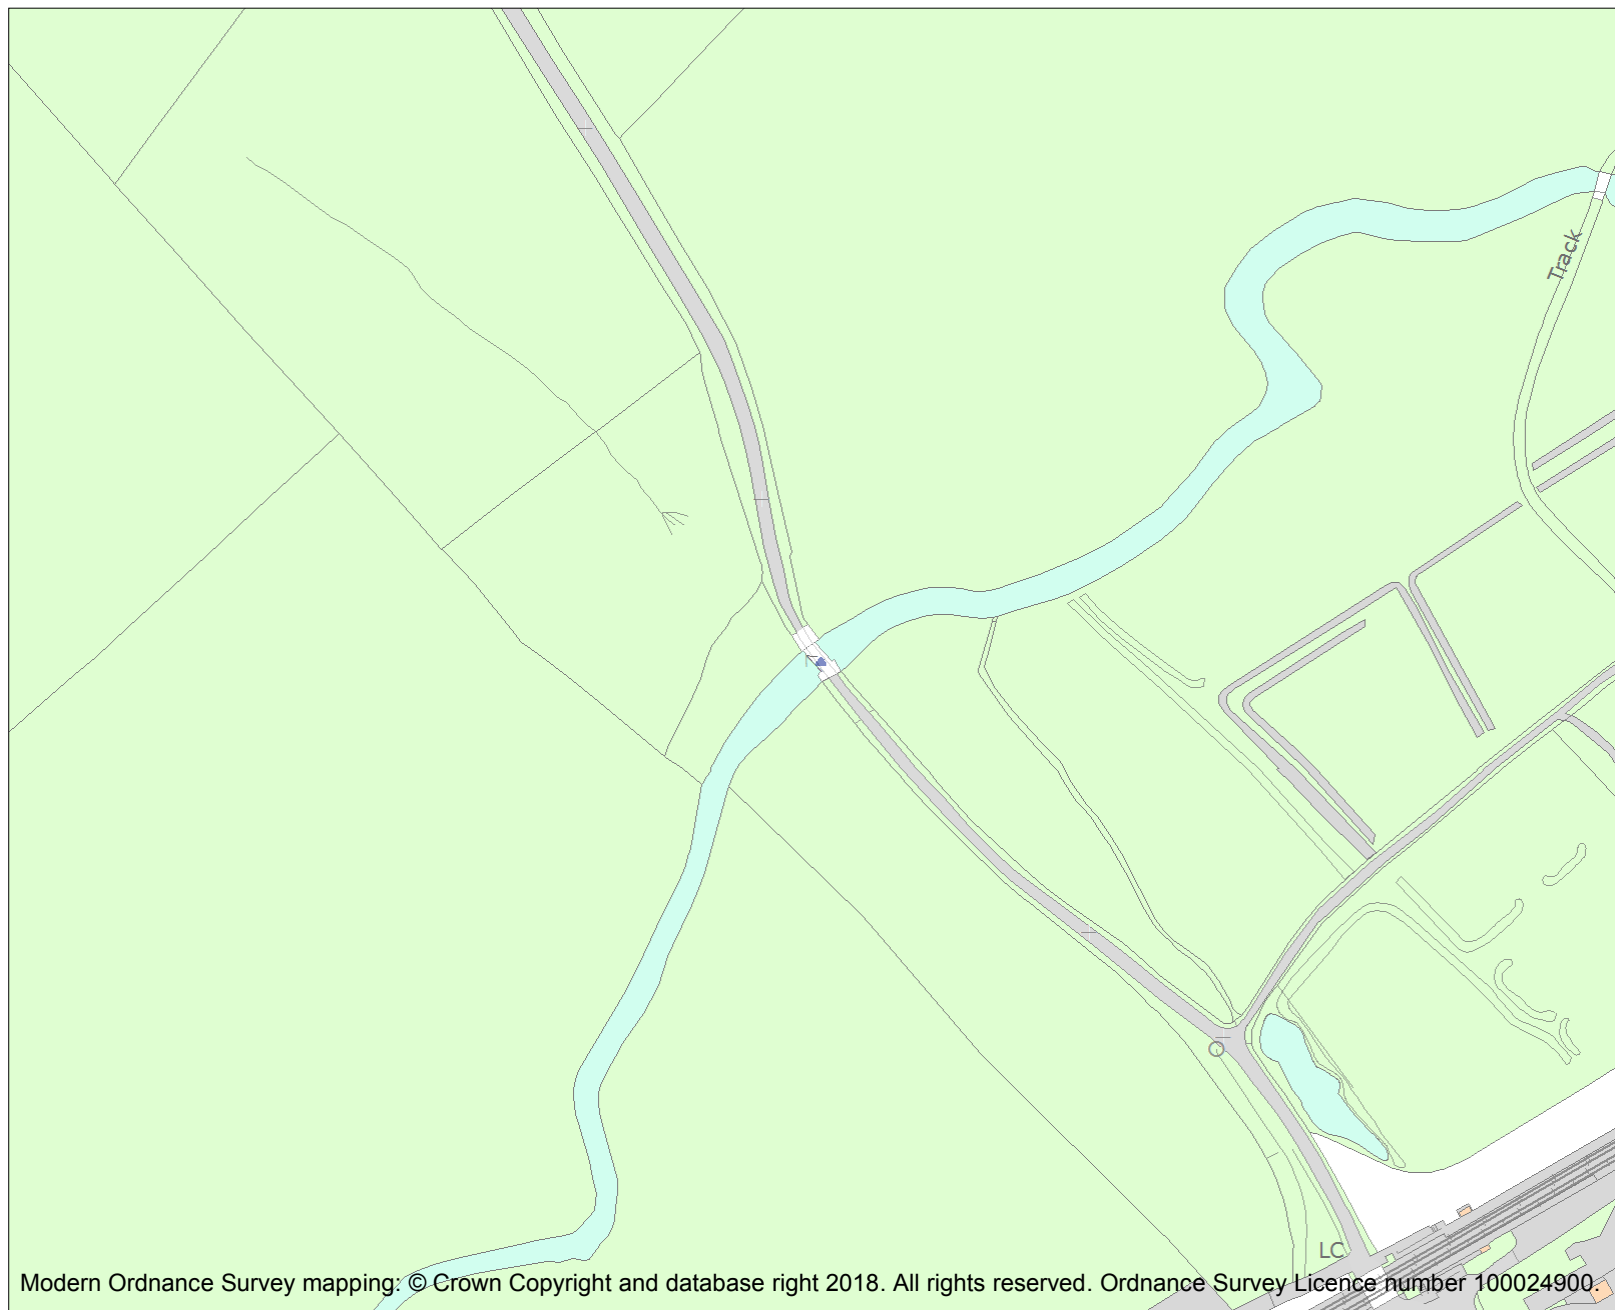 Track
LC
Modern Ordnance Survey mapping: © Crown Copyright and database right 2018. All rights reserved. Ordnance Survey Licence number 100024900.